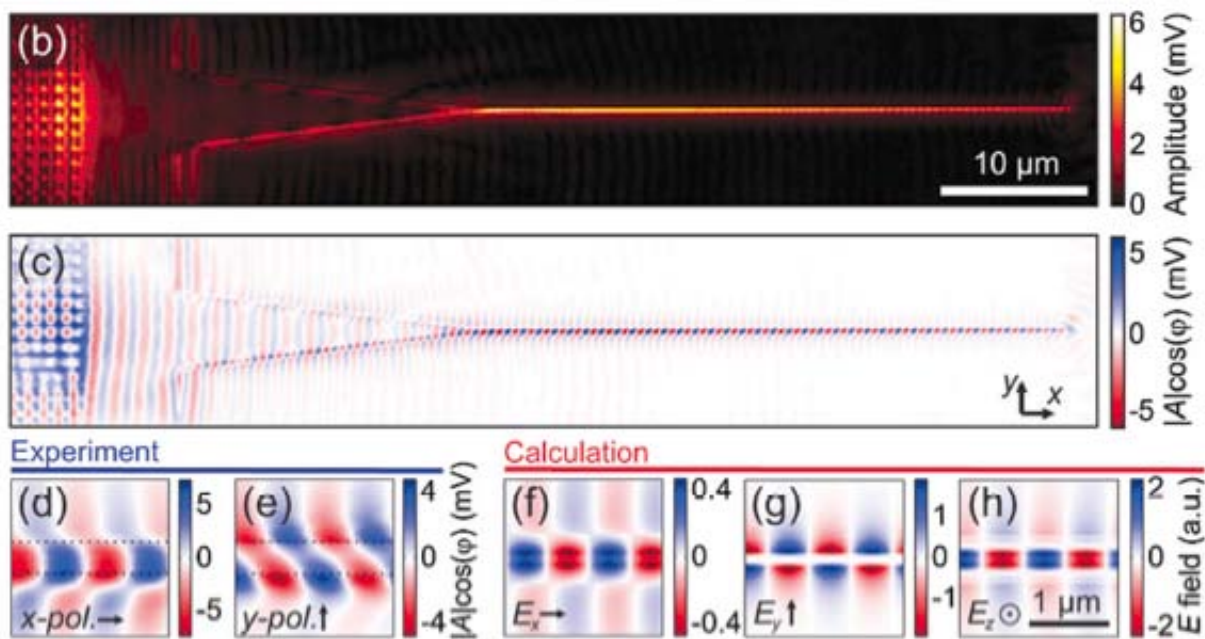 (b)
10 μm
6
4
2
0
Amplitude (mV)
(c)
y
x
5
0
-5
|A|cos(φ) (mV)
Experiment
Calculation
(d)
x-pol.→
5
0
-5
(e)
y-pol.↑
4
0
-4
|A|cos(φ) (mV)
(f)
Eₓ→
0.4
0
-0.4
(g)
E_y↑
1
0
-1
(h)
E_z⊙
1 μm
2
0
-2
E field (a.u.)